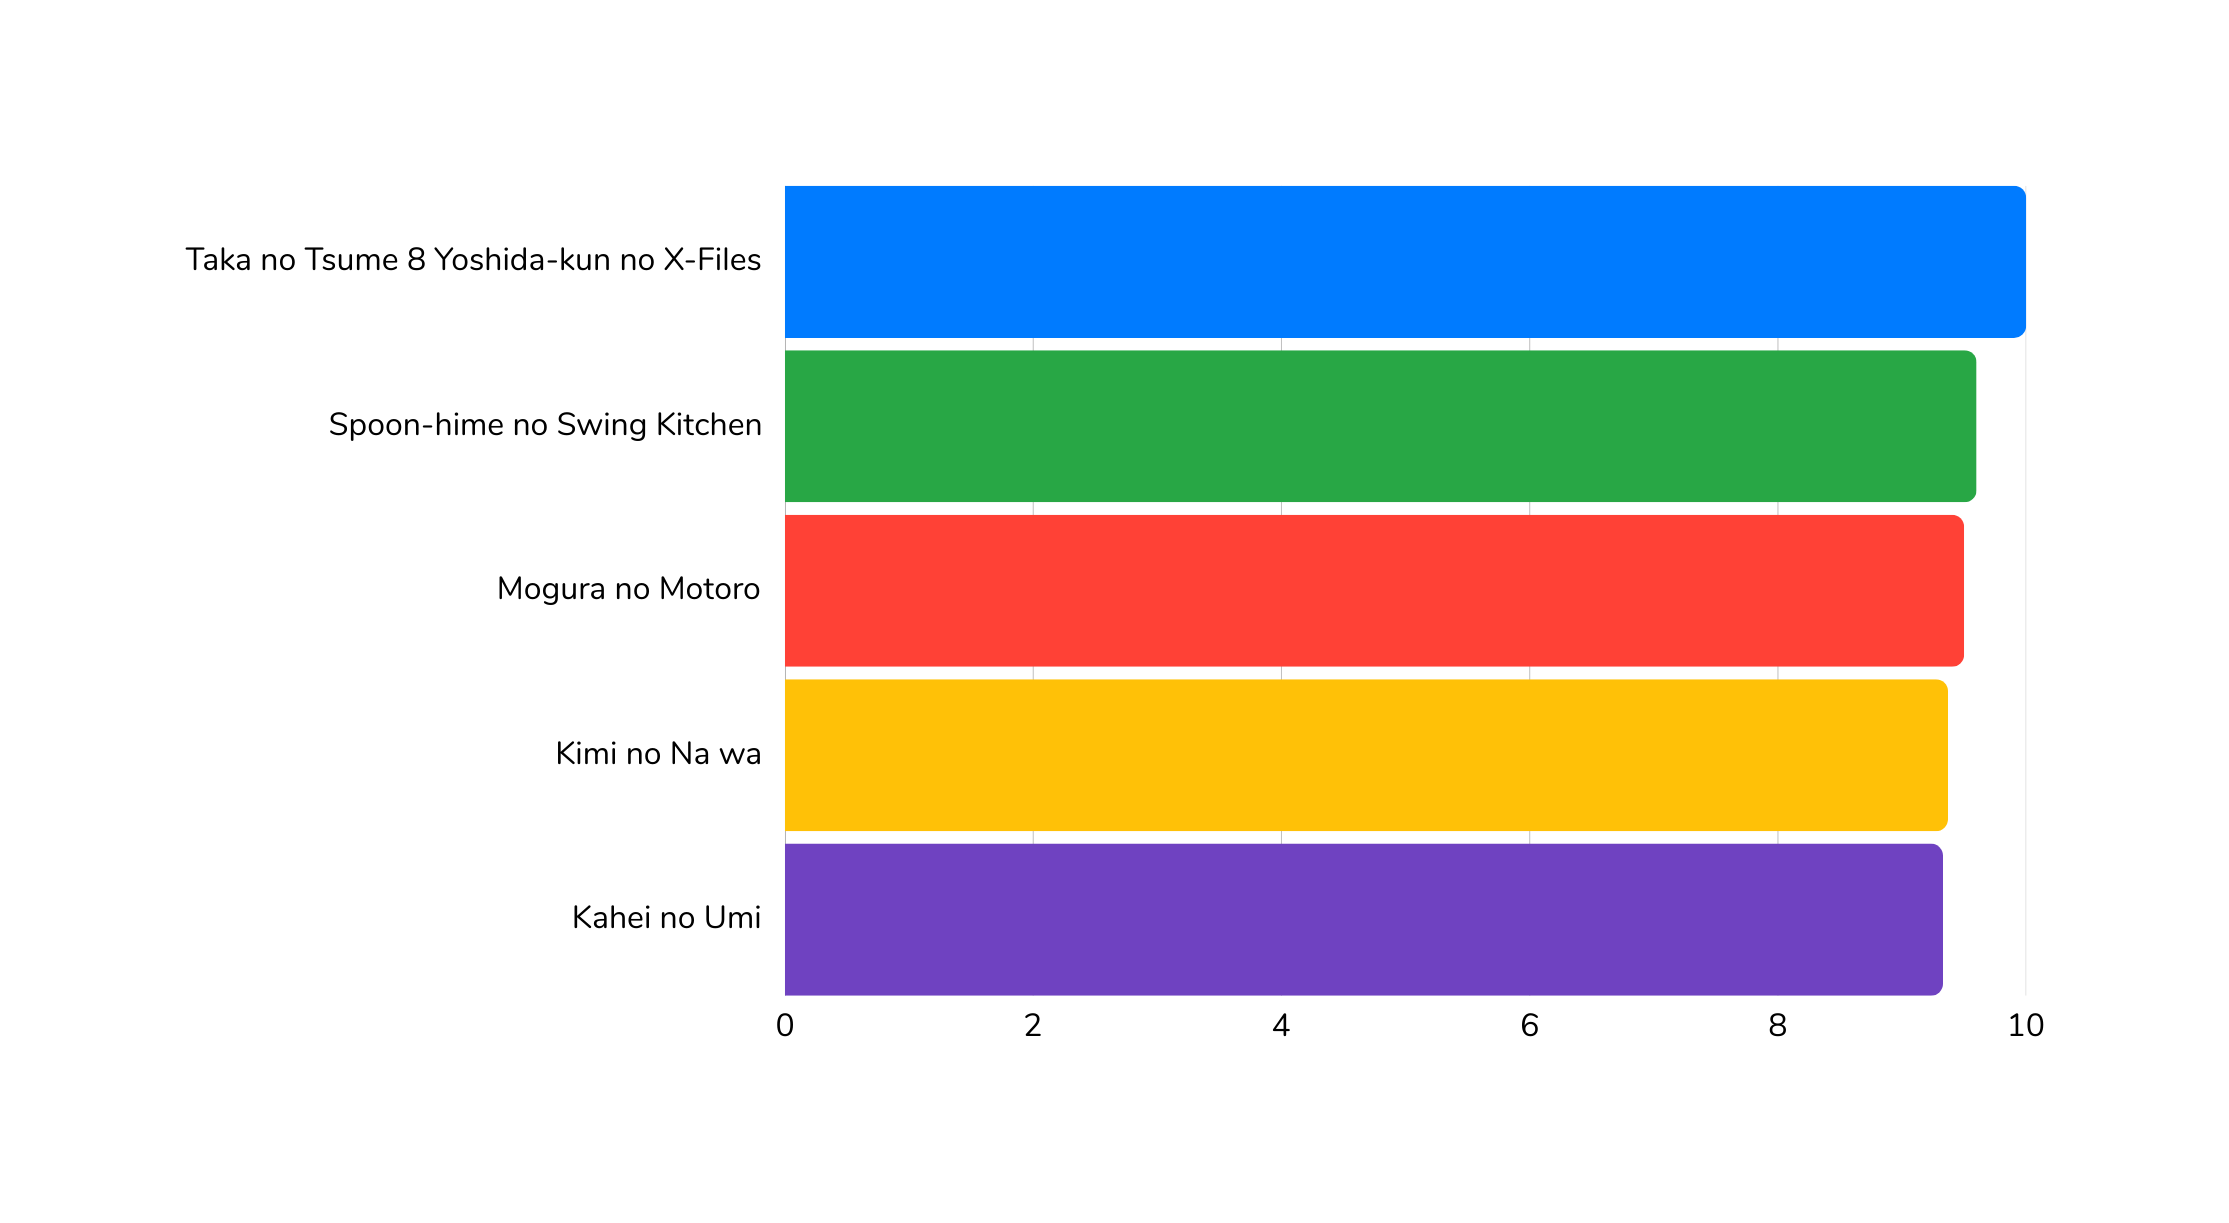 Taka no Tsume 8 Yoshida-kun no X-Files
Spoon-hime no Swing Kitchen
Mogura no Motoro
Kimi no Na wa
Kahei no Umi
0 2 4 6 8 10